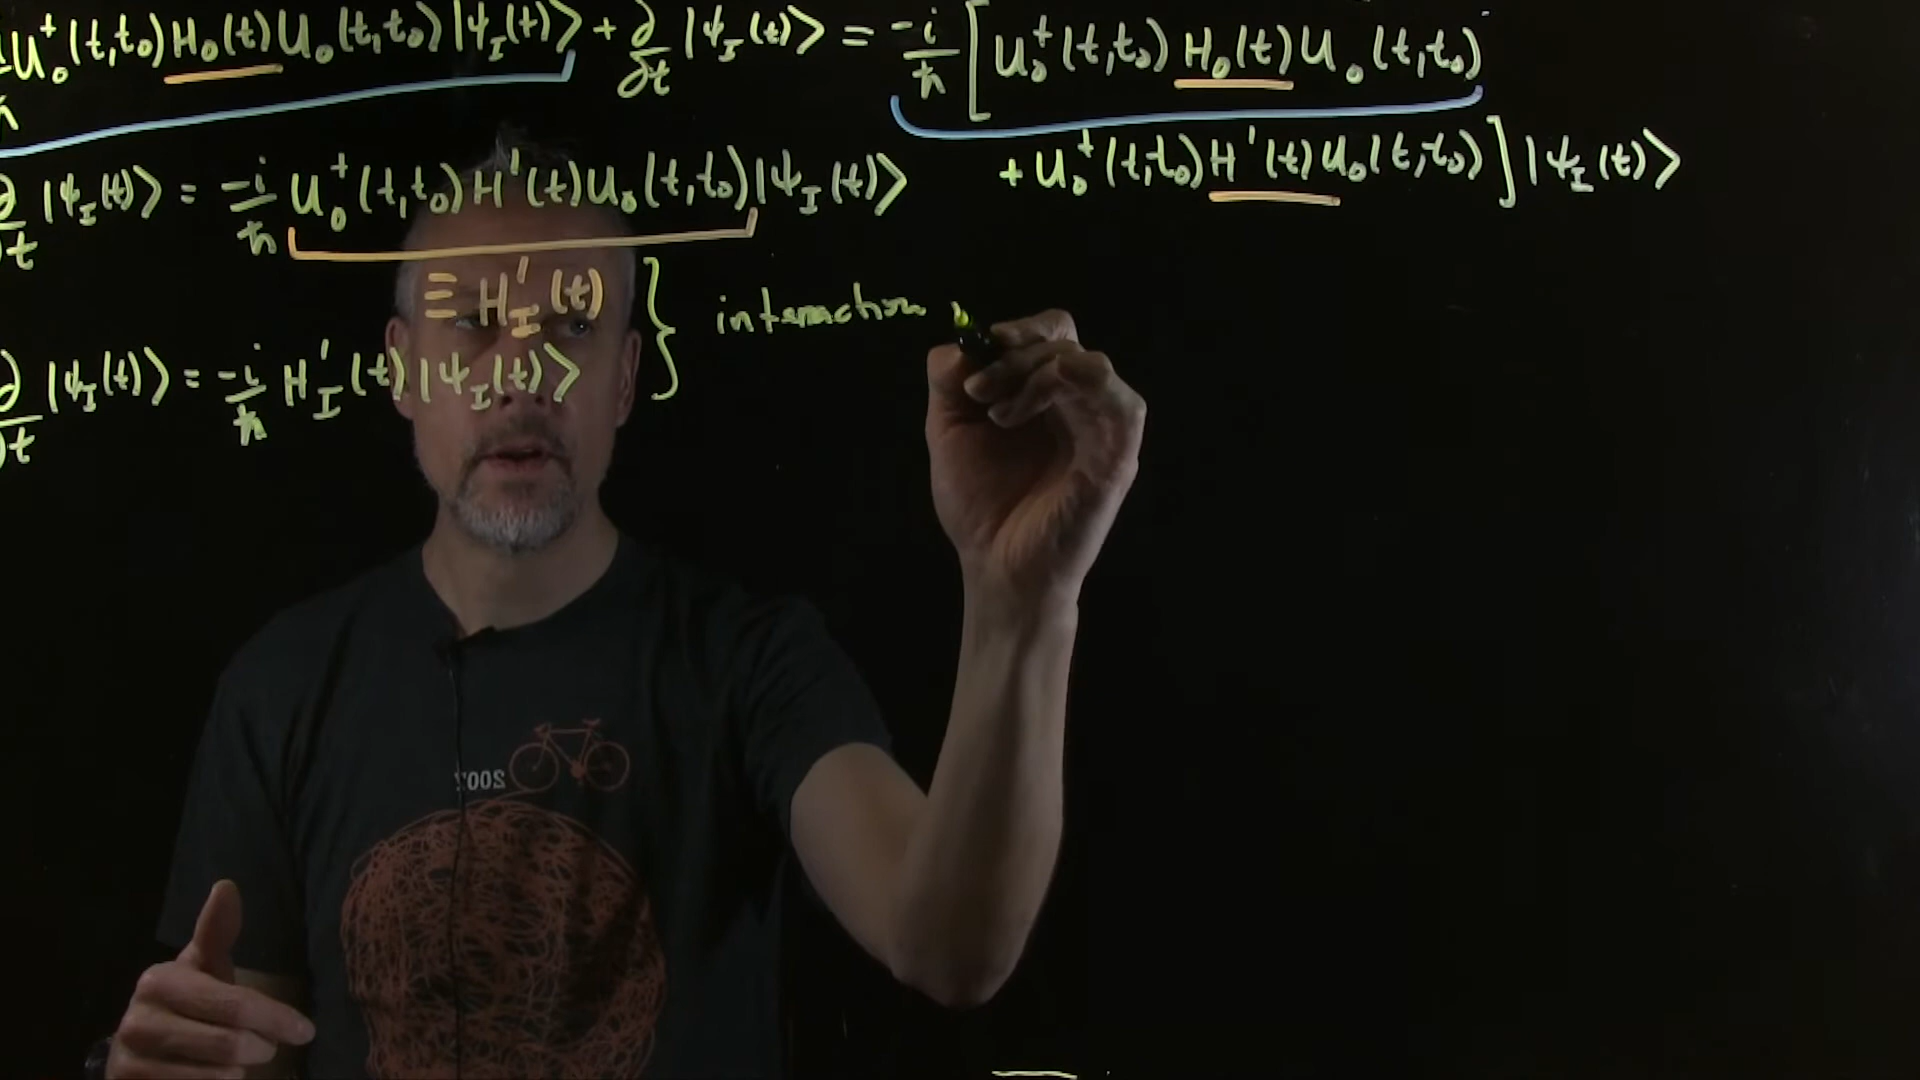 U₀†(t,t₀)H₀(t)U₀(t,t₀)|ψ_I(t)⟩ + ∂/∂t |ψ_I(t)⟩ = -i/ħ [U₀†(t,t₀)H₀(t)U₀(t,t₀)
+ U₀†(t,t₀)H'(t)U₀(t,t₀)]|ψ_I(t)⟩
∂/∂t |ψ_I(t)⟩ = -i/ħ U₀†(t,t₀)H'(t)U₀(t,t₀)|ψ_I(t)⟩
≡ H'_I(t)
interaction
∂/∂t |ψ_I(t)⟩ = -i/ħ H'_I(t)|ψ_I(t)⟩